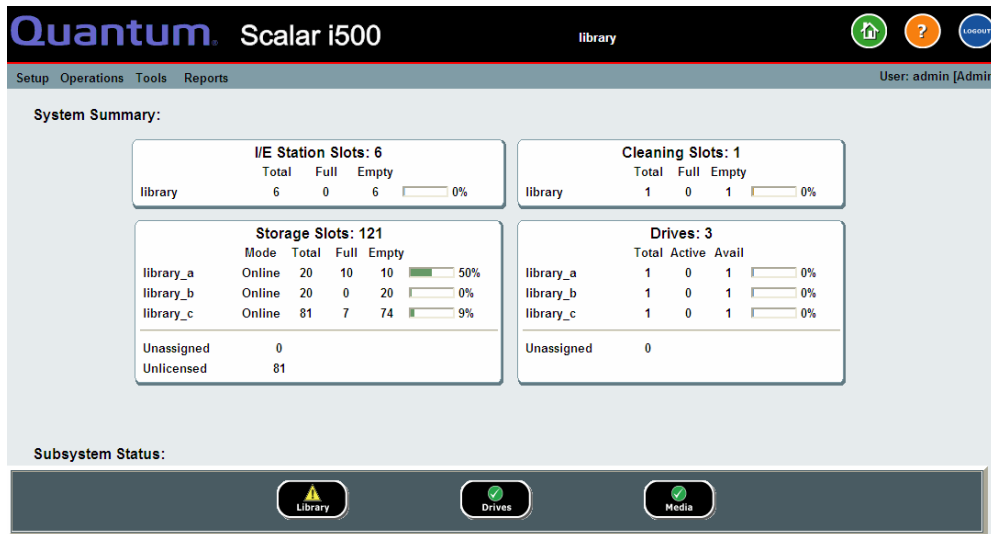 Quantum. Scalar i500 library LOGOUT
Setup Operations Tools Reports User: admin [Admin
System Summary:
I/E Station Slots: 6
Total Full Empty
library 6 0 6 0%
Cleaning Slots: 1
Total Full Empty
library 1 0 1 0%
Storage Slots: 121
Mode Total Full Empty
library_a Online 20 10 10 50%
library_b Online 20 0 20 0%
library_c Online 81 7 74 9%
Unassigned 0
Unlicensed 81
Drives: 3
Total Active Avail
library_a 1 0 1 0%
library_b 1 0 1 0%
library_c 1 0 1 0%
Unassigned 0
Subsystem Status:
Library Drives Media